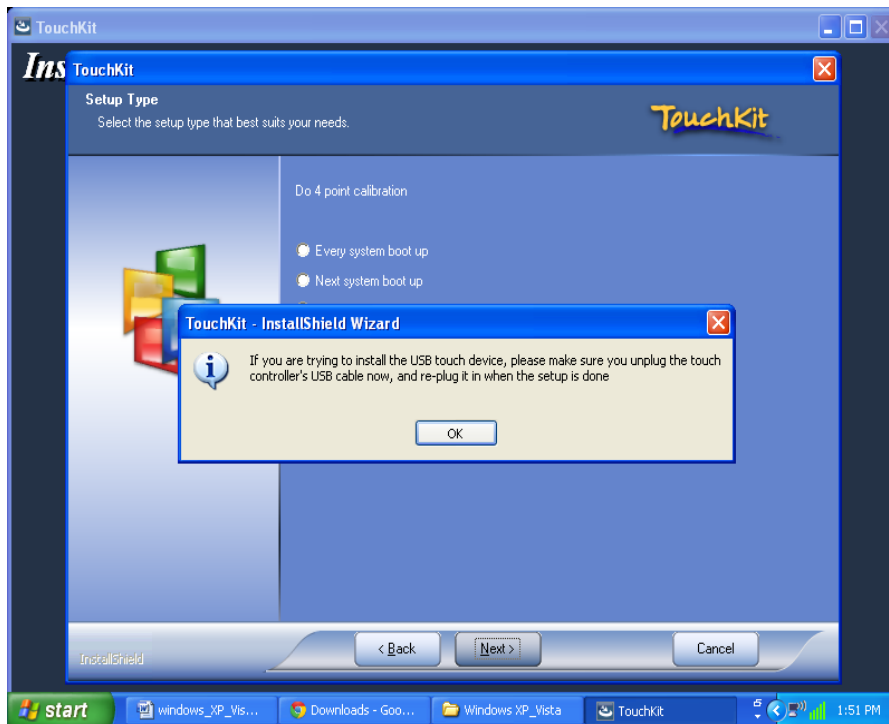 TouchKit
Ins
TouchKit
Setup Type
Select the setup type that best suits your needs.
TouchKit
Do 4 point calibration
Every system boot up
Next system boot up
TouchKit - InstallShield Wizard
If you are trying to install the USB touch device, please make sure you unplug the touch
controller's USB cable now, and re-plug it in when the setup is done
OK
InstallShield
< Back
Next >
Cancel
start
windows_XP_Vis...
Downloads - Goo...
Windows XP_Vista
TouchKit
5
1:51 PM